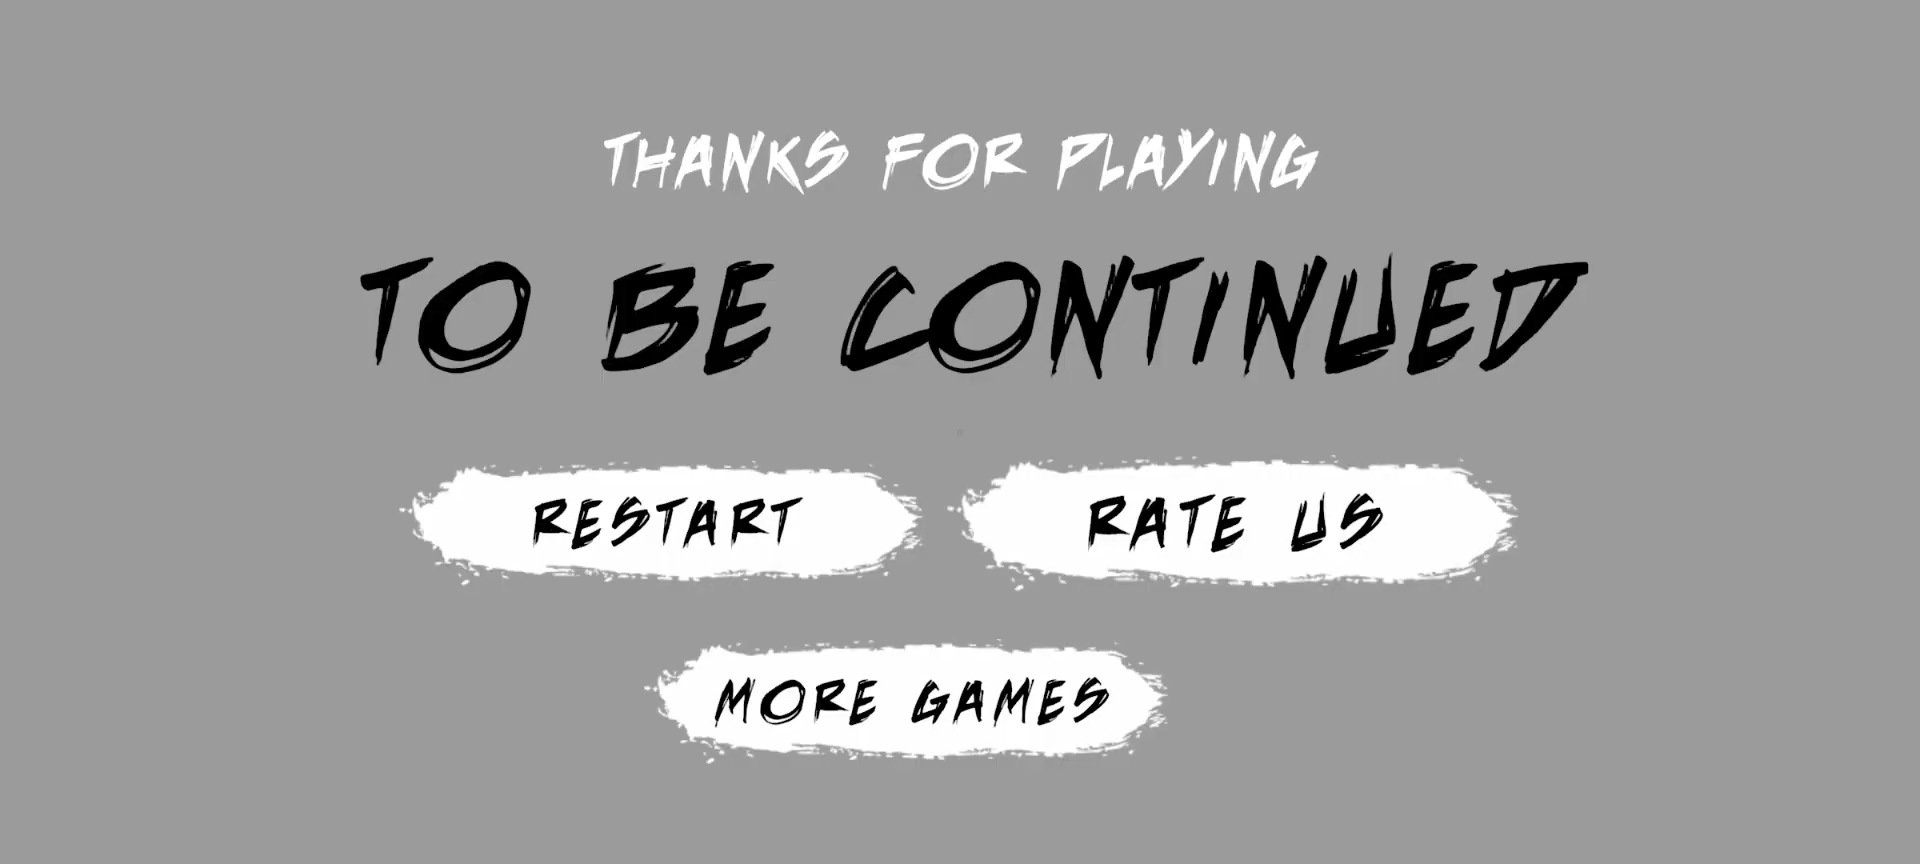 THANKS FOR PLAYING
TO BE CONTINUED
RESTART
RATE US
MORE GAMES